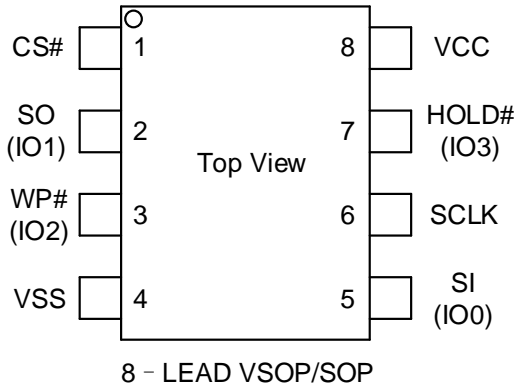 CS#
1
8
VCC
SO
(IO1)
2
7
HOLD#
(IO3)
Top View
WP#
(IO2)
3
6
SCLK
VSS
4
5
SI
(IO0)
8 – LEAD VSOP/SOP